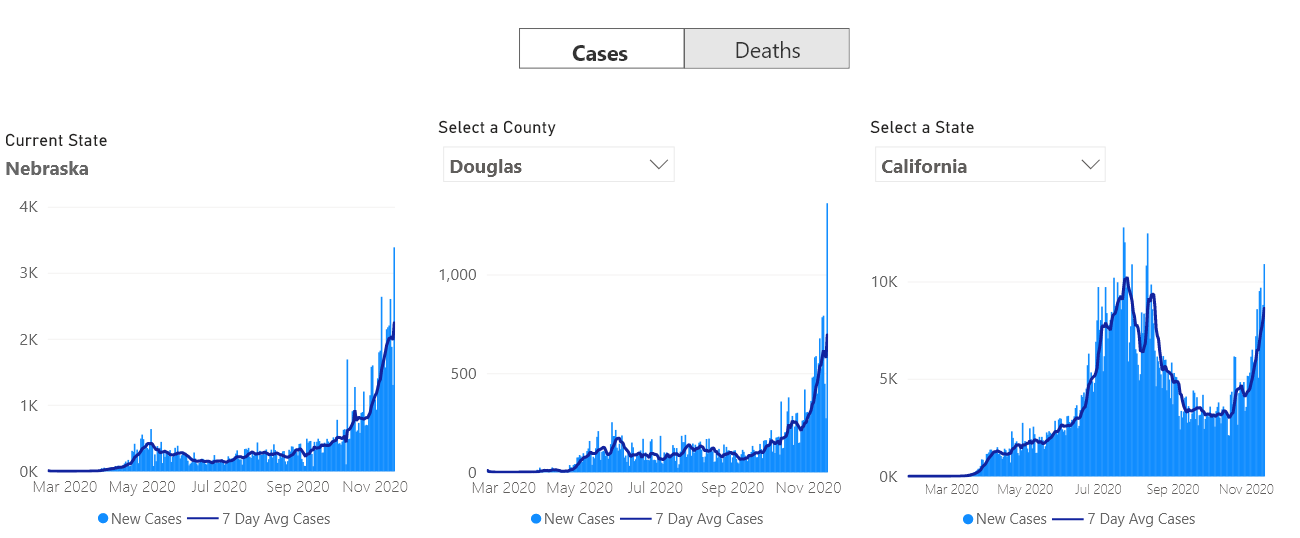 Cases Deaths
Current State
Nebraska
4K
3K
2K
1K
0K
Mar 2020 May 2020 Jul 2020 Sep 2020 Nov 2020
New Cases 7 Day Avg Cases
Select a County
Douglas
1,000
500
0
Mar 2020 May 2020 Jul 2020 Sep 2020 Nov 2020
New Cases 7 Day Avg Cases
Select a State
California
10K
5K
0K
Mar 2020 May 2020 Jul 2020 Sep 2020 Nov 2020
New Cases 7 Day Avg Cases